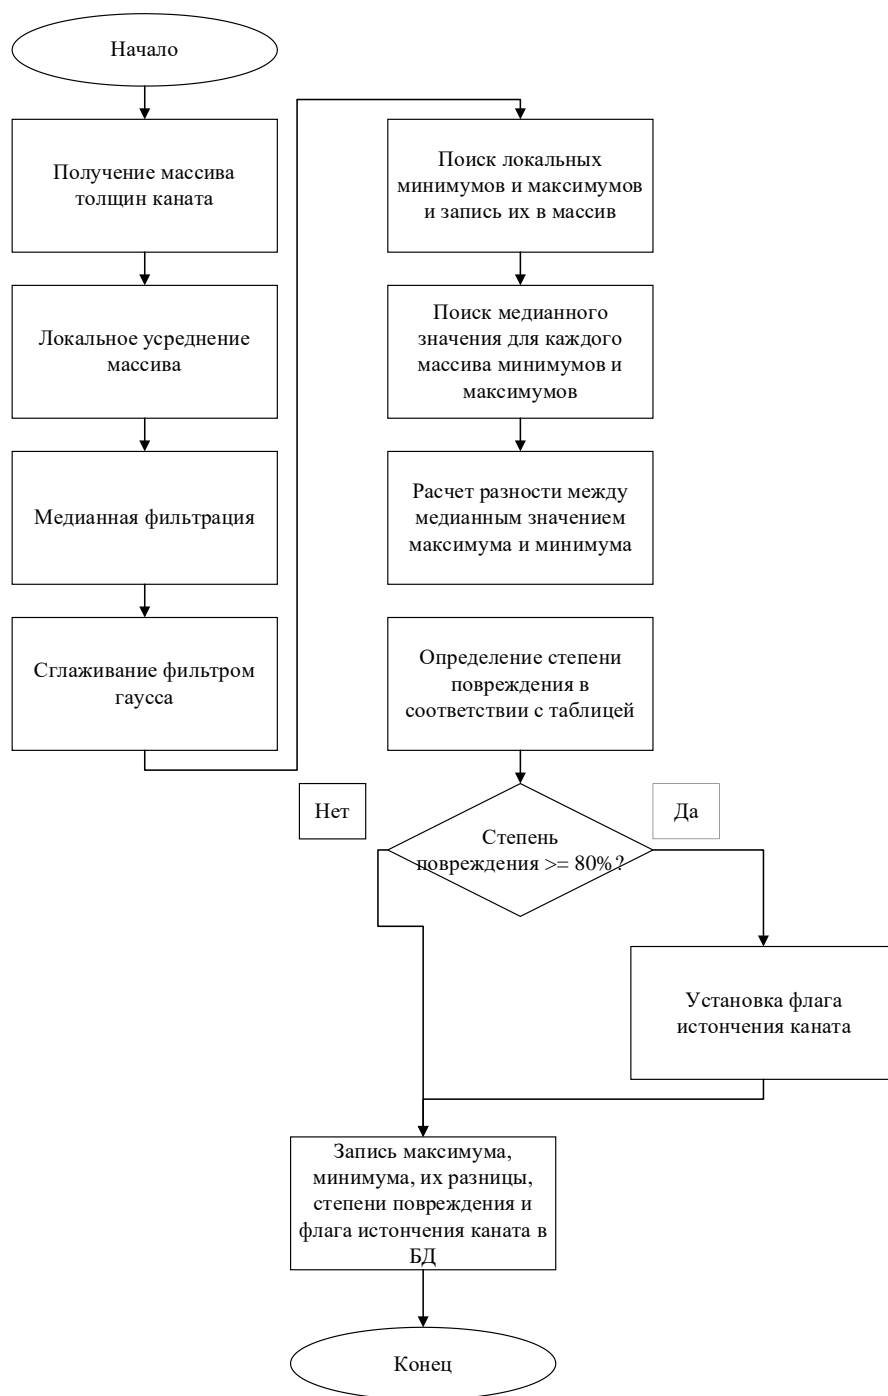 Начало
Получение массива
толщин каната
Локальное усреднение
массива
Медианная фильтрация
Сглаживание фильтром
гаусса
Поиск локальных
минимумов и максимумов
и запись их в массив
Поиск медианного
значения для каждого
массива минимумов и
максимумов
Расчет разности между
медианным значением
максимума и минимума
Определение степени
повреждения в
соответствии с таблицей
Нет
Да
Степень
повреждения >= 80%?
Установка флага
истончения каната
Запись максимума,
минимума, их разницы,
степени повреждения и
флага истончения каната в
БД
Конец